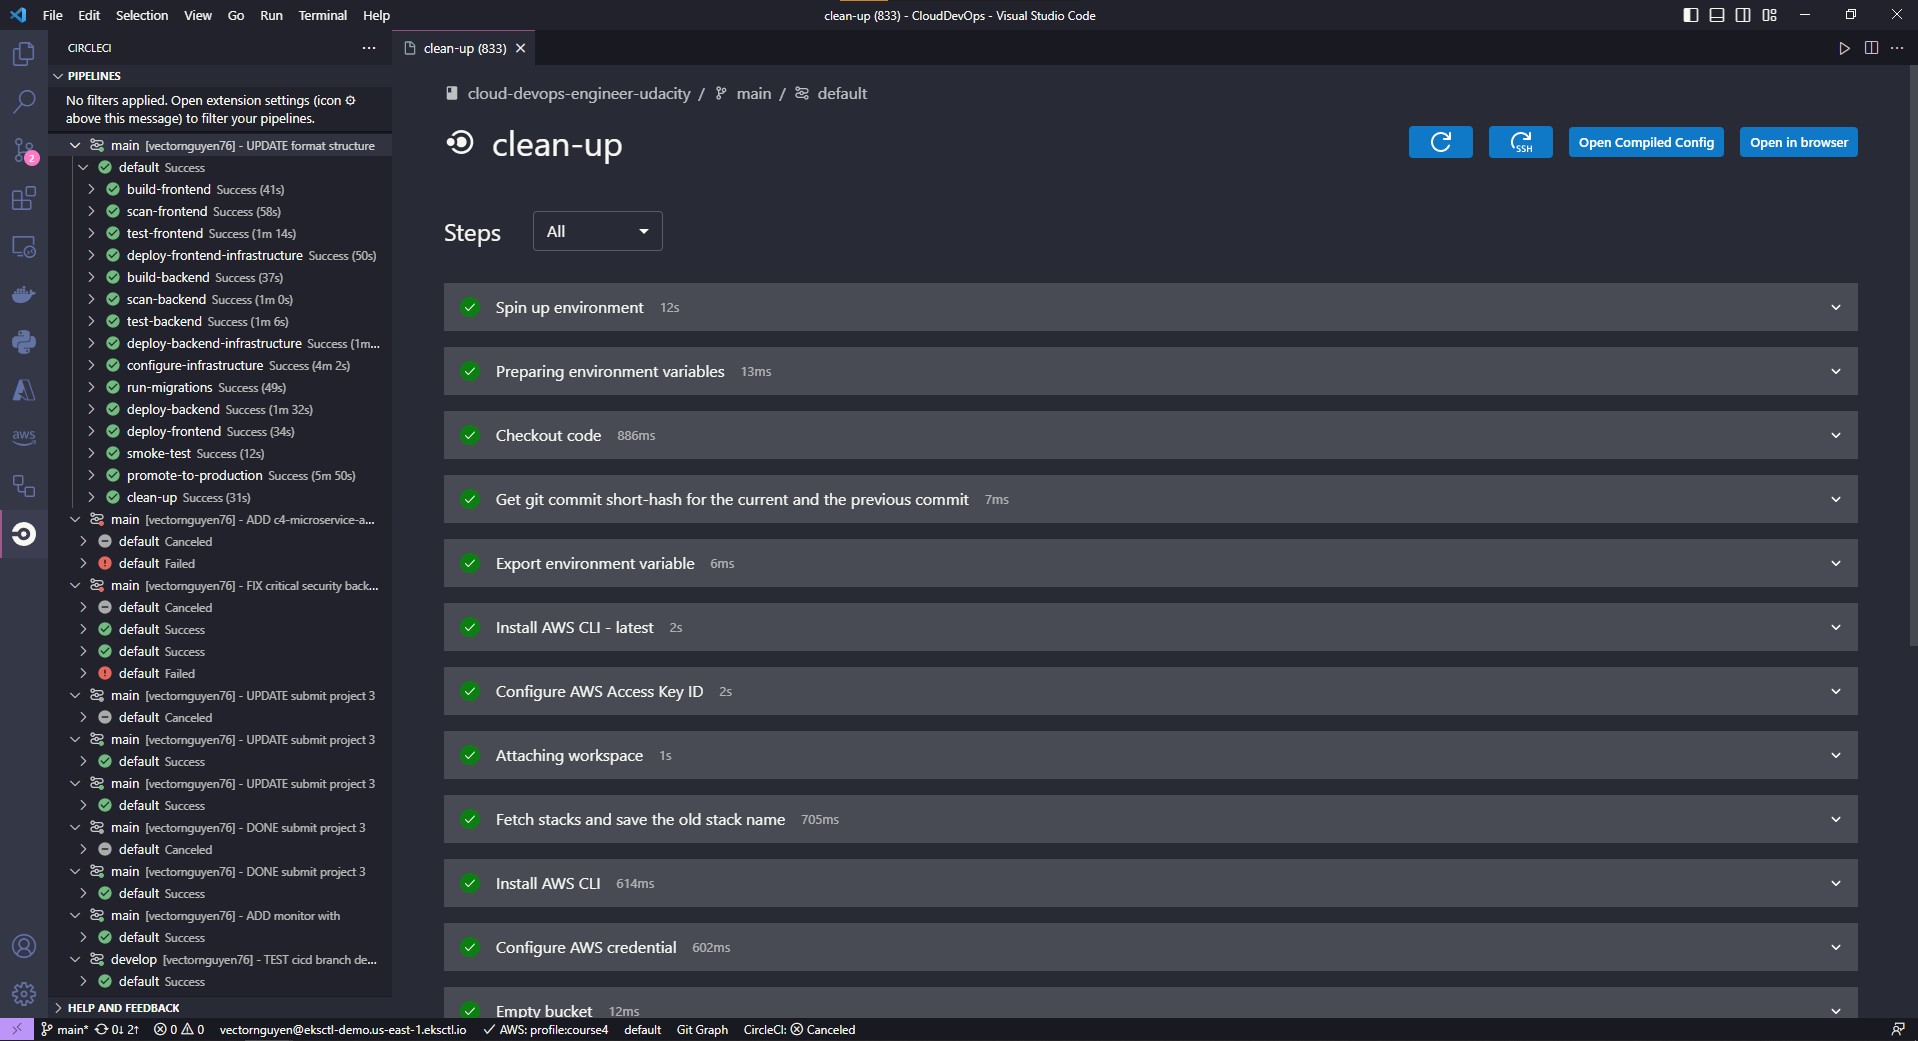 File Edit Selection View Go Run Terminal Help
clean-up (833) - CloudDevOps - Visual Studio Code
CIRCLECI
clean-up (833)
PIPELINES
No filters applied. Open extension settings (icon
above this message) to filter your pipelines.
main [vectornguyen76] - UPDATE format structure
default Success
build-frontend Success (41s)
scan-frontend Success (58s)
test-frontend Success (1m 14s)
deploy-frontend-infrastructure Success (50s)
build-backend Success (37s)
scan-backend Success (1m 0s)
test-backend Success (1m 6s)
deploy-backend-infrastructure Success (1m...
configure-infrastructure Success (4m 2s)
run-migrations Success (49s)
deploy-backend Success (1m 32s)
deploy-frontend Success (34s)
smoke-test Success (12s)
promote-to-production Success (5m 50s)
clean-up Success (31s)
main [vectornguyen76] - ADD c4-microservice-a...
default Canceled
default Failed
main [vectornguyen76] - FIX critical security back...
default Canceled
default Success
default Success
default Failed
main [vectornguyen76] - UPDATE submit project 3
default Canceled
main [vectornguyen76] - UPDATE submit project 3
default Success
main [vectornguyen76] - UPDATE submit project 3
default Success
main [vectornguyen76] - DONE submit project 3
default Canceled
main [vectornguyen76] - DONE submit project 3
default Success
main [vectornguyen76] - ADD monitor with
default Success
develop [vectornguyen76] - TEST cicd branch de...
default Success
HELP AND FEEDBACK
2
aws
cloud-devops-engineer-udacity / main / default
clean-up
SSH
Open Compiled Config
Open in browser
Steps
All
Spin up environment 12s
Preparing environment variables 13ms
Checkout code 886ms
Get git commit short-hash for the current and the previous commit 7ms
Export environment variable 6ms
Install AWS CLI - latest 2s
Configure AWS Access Key ID 2s
Attaching workspace 1s
Fetch stacks and save the old stack name 705ms
Install AWS CLI 614ms
Configure AWS credential 602ms
Empty bucket 12ms
main* 0↓ 2↑ 0 0 vectornguyen@eksctl-demo.us-east-1.eksctl.io AWS: profile:course4 default Git Graph CircleCI: Canceled